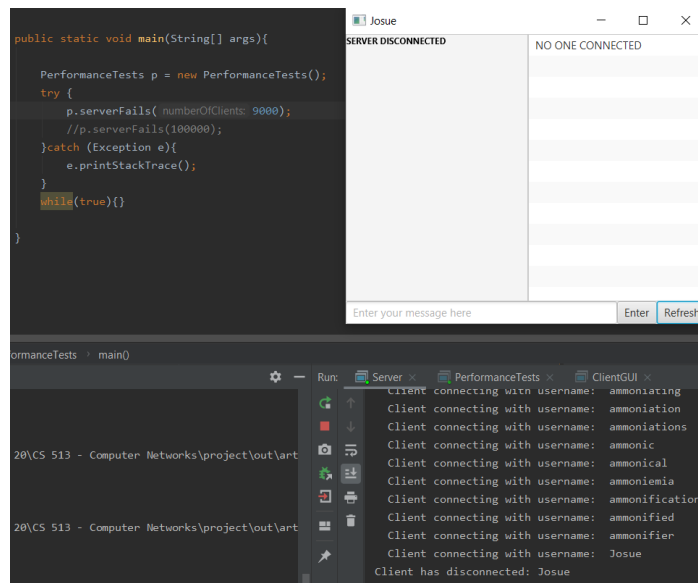 public static void main(String[] args){
PerformanceTests p = new PerformanceTests();
try {
p.serverFails( numberOfClients: 9000);
//p.serverFails(100000);
}catch (Exception e){
e.printStackTrace();
}
while(true){}
}
Josue
SERVER DISCONNECTED
NO ONE CONNECTED
Enter your message here
Enter
Refresh
ormanceTests › main()
20\CS 513 - Computer Networks\project\out\art
20\CS 513 - Computer Networks\project\out\art
Run: Server × PerformanceTests × ClientGUI ×
Client connecting with username: ammoniating
Client connecting with username: ammoniation
Client connecting with username: ammoniations
Client connecting with username: ammonic
Client connecting with username: ammonical
Client connecting with username: ammoniemia
Client connecting with username: ammonification
Client connecting with username: ammonified
Client connecting with username: ammonifier
Client connecting with username: Josue
Client has disconnected: Josue